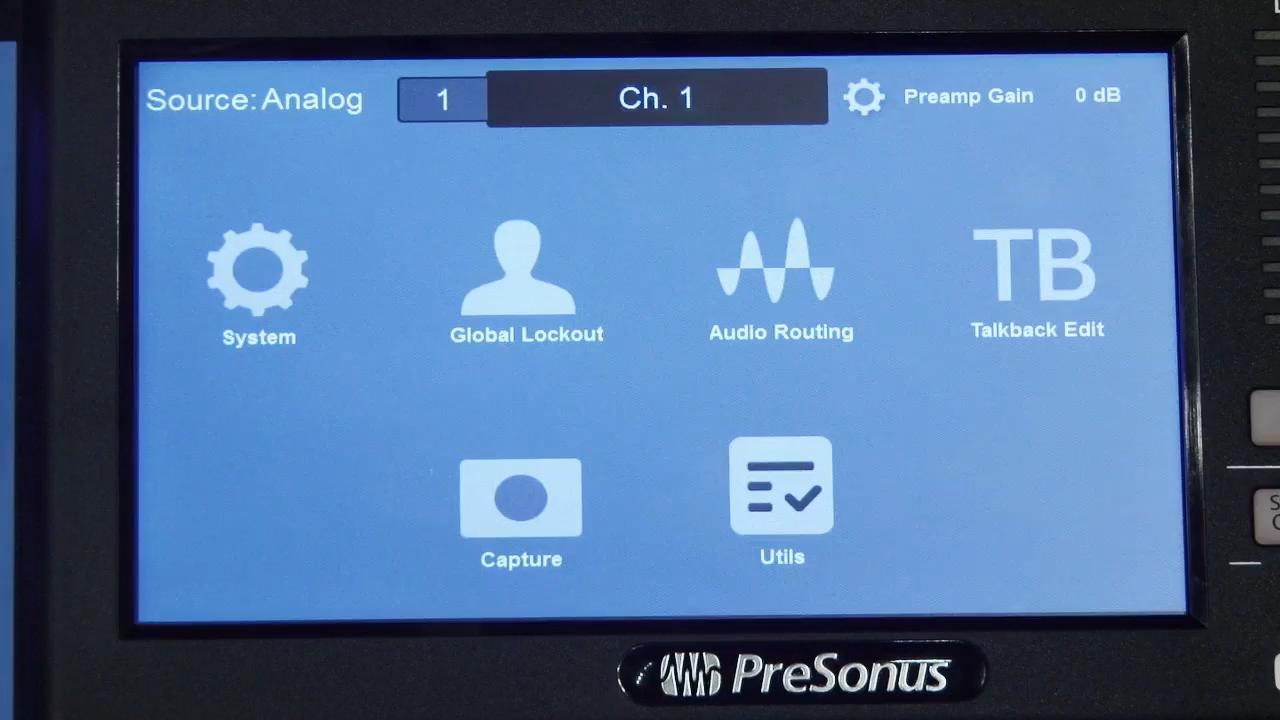 Source: Analog 1 Ch. 1 Preamp Gain 0 dB
TB
System Global Lockout Audio Routing Talkback Edit
Capture Utils
PreSonus